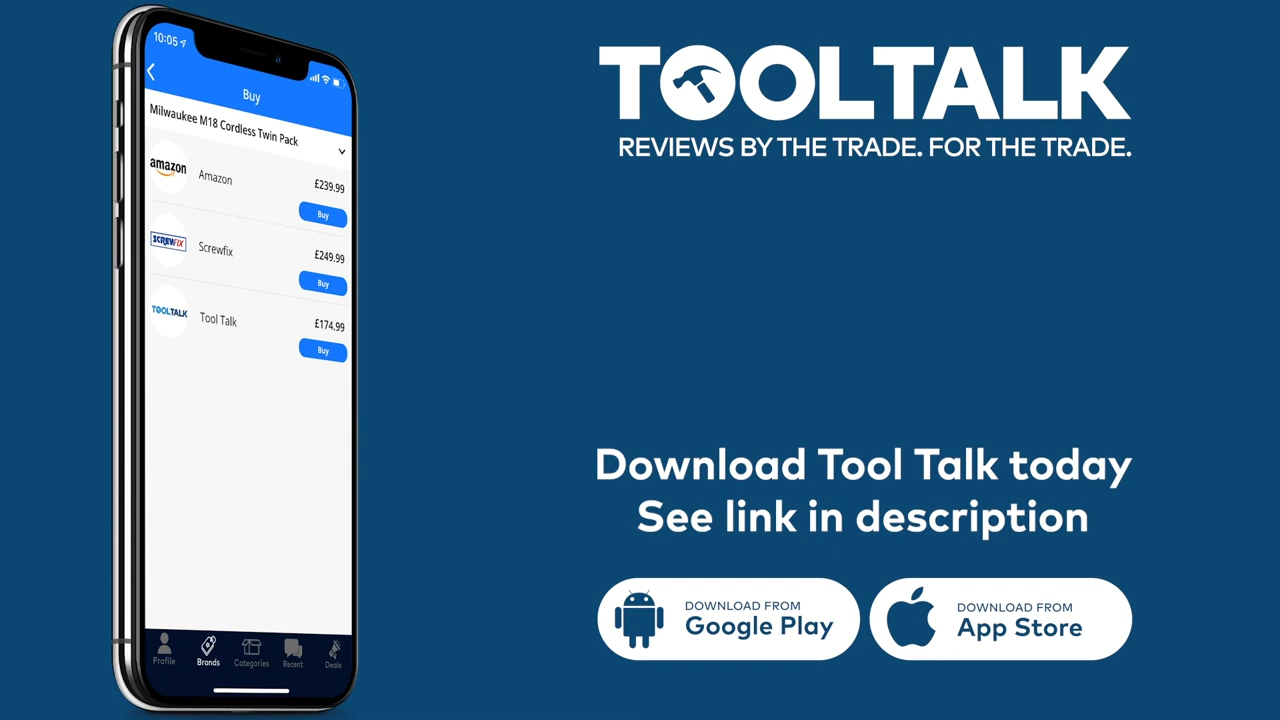 10:05
Buy
Milwaukee M18 Cordless Twin Pack
amazon
Amazon
£239.99
Buy
SCREWFIX
Screwfix
£249.99
Buy
TOOLTALK
Tool Talk
£174.99
Buy
Profile
Brands
Categories
Recent
Deals
TOOLTALK
REVIEWS BY THE TRADE. FOR THE TRADE.
Download Tool Talk today
See link in description
DOWNLOAD FROM
Google Play
DOWNLOAD FROM
App Store